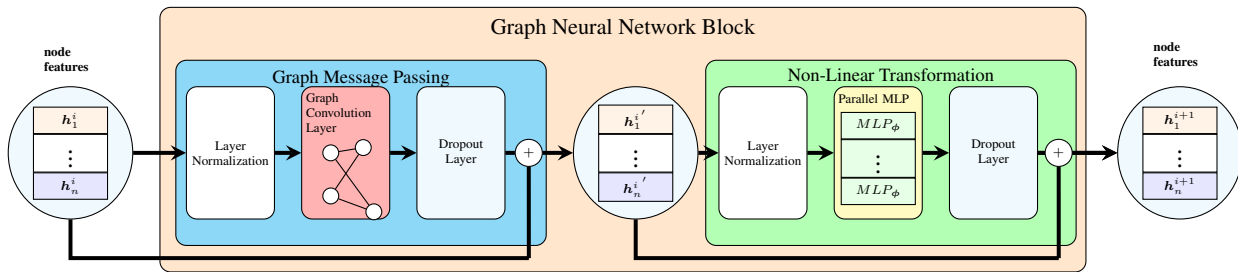 Graph Neural Network Block
node
features
h_1^i
⋮
h_n^i
Graph Message Passing
Layer
Normalization
Graph
Convolution
Layer
Dropout
Layer
+
h_1^i′
⋮
h_n^i′
Non-Linear Transformation
Layer
Normalization
Parallel MLP
MLP_ϕ
⋮
MLP_ϕ
Dropout
Layer
+
node
features
h_1^{i+1}
⋮
h_n^{i+1}